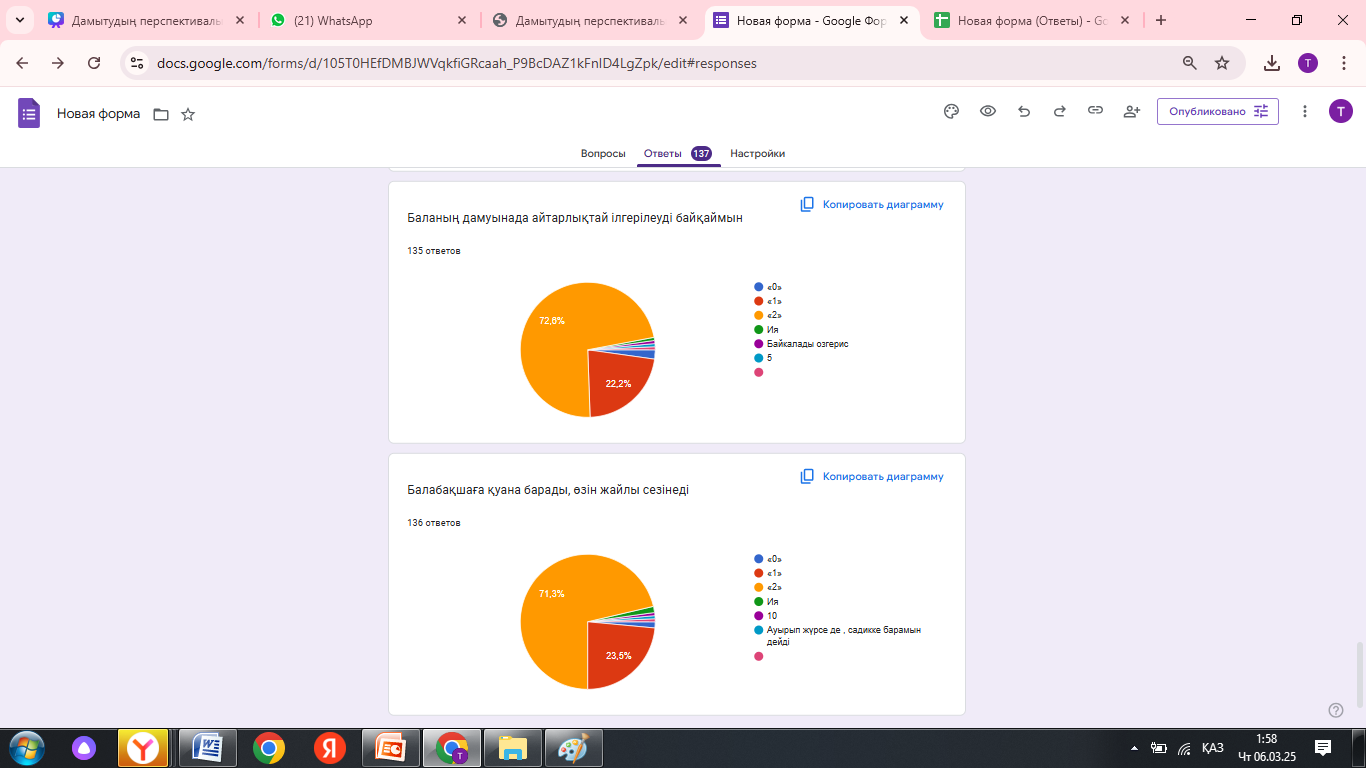 Дамытудың перспективалы
(21) WhatsApp
Дамытудың перспективалы
Новая форма - Google Фор
Новая форма (Ответы) - Go
docs.google.com/forms/d/105T0HEfDMBJWVqkfiGRcaah_P9BcDAZ1kFnlD4LgZpk/edit#responses
T
Новая форма
Опубликовано
T
Вопросы
Ответы 137
Настройки
Копировать диаграмму
Баланың дамуынада айтарлықтай ілгерілеуді байқаймын
135 ответов
72,6%
22,2%
«0»
«1»
«2»
Ия
Байкалады озгерис
5
Копировать диаграмму
Балабақшаға қуана барады, өзін жайлы сезінеді
136 ответов
71,3%
23,5%
«0»
«1»
«2»
Ия
10
Ауырып жүрсе де , садикке барамын
дейді
ҚАЗ
1:58
Чт 06.03.25